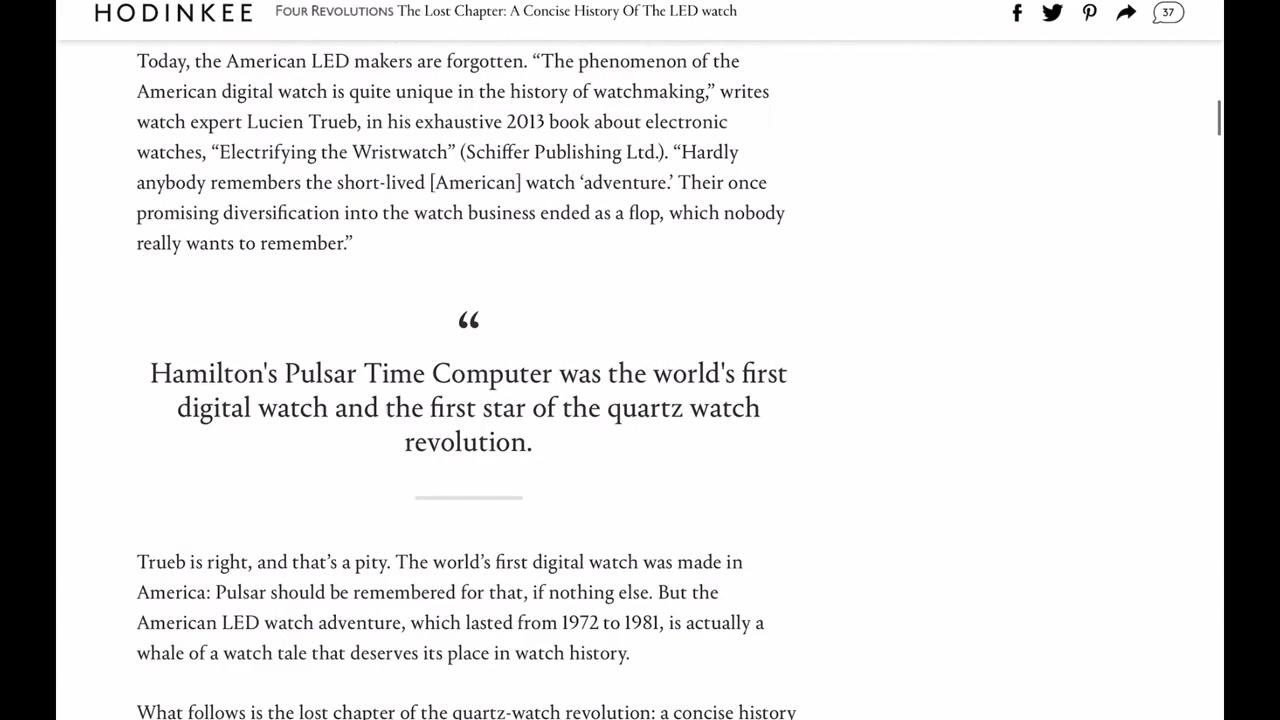 HODINKEE FOUR REVOLUTIONS The Lost Chapter: A Concise History Of The LED watch 37
Today, the American LED makers are forgotten. “The phenomenon of the
American digital watch is quite unique in the history of watchmaking,” writes
watch expert Lucien Trueb, in his exhaustive 2013 book about electronic
watches, “Electrifying the Wristwatch” (Schiffer Publishing Ltd.). “Hardly
anybody remembers the short-lived [American] watch ‘adventure.’ Their once
promising diversification into the watch business ended as a flop, which nobody
really wants to remember.”
“
Hamilton's Pulsar Time Computer was the world's first
digital watch and the first star of the quartz watch
revolution.
Trueb is right, and that’s a pity. The world’s first digital watch was made in
America: Pulsar should be remembered for that, if nothing else. But the
American LED watch adventure, which lasted from 1972 to 1981, is actually a
whale of a watch tale that deserves its place in watch history.
What follows is the lost chapter of the quartz-watch revolution: a concise history